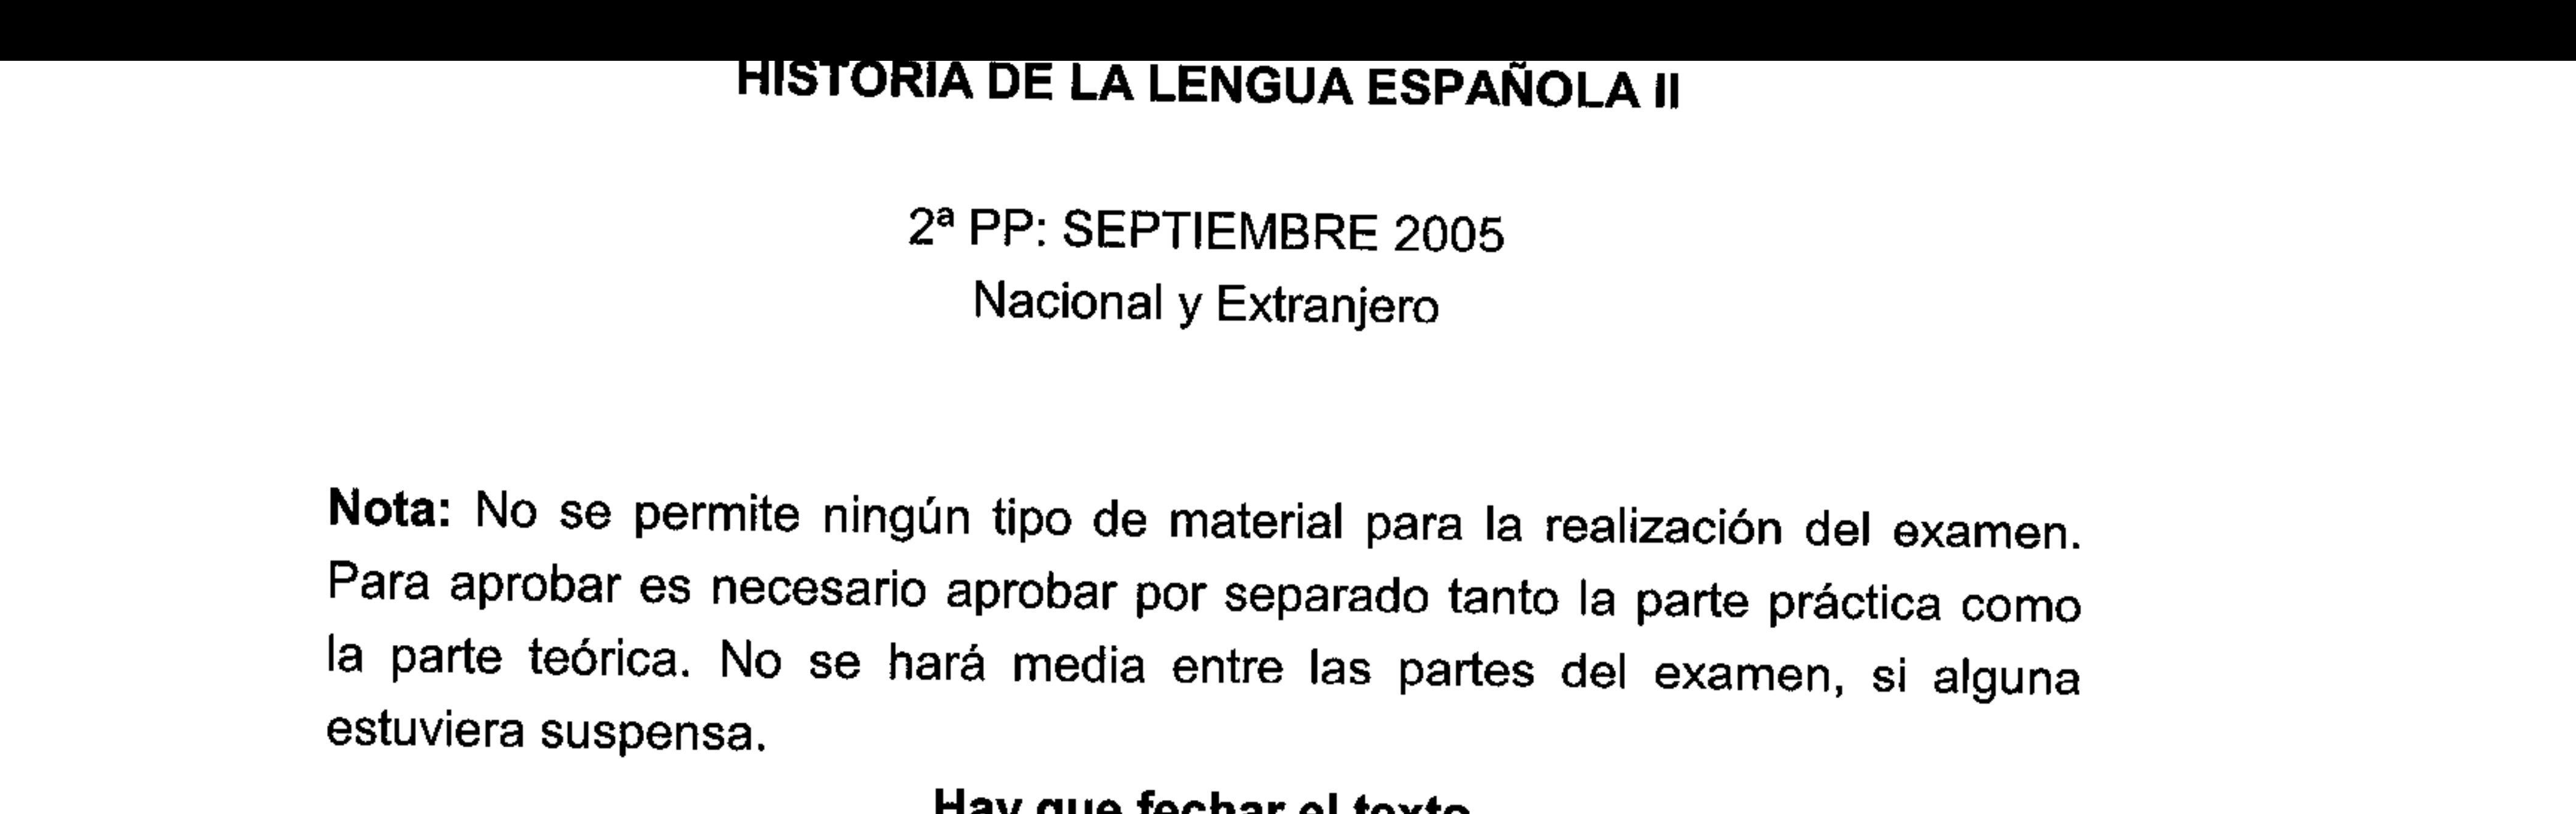 HISTORIA DE LA LENGUA ESPAÑOLA II
2ª PP: SEPTIEMBRE 2005
Nacional y Extranjero
Nota: No se permite ningún tipo de material para la realización del examen.
Para aprobar es necesario aprobar por separado tanto la parte práctica como
la parte teórica. No se hará media entre las partes del examen, si alguna
estuviera suspensa.
Hay que fechar el texto